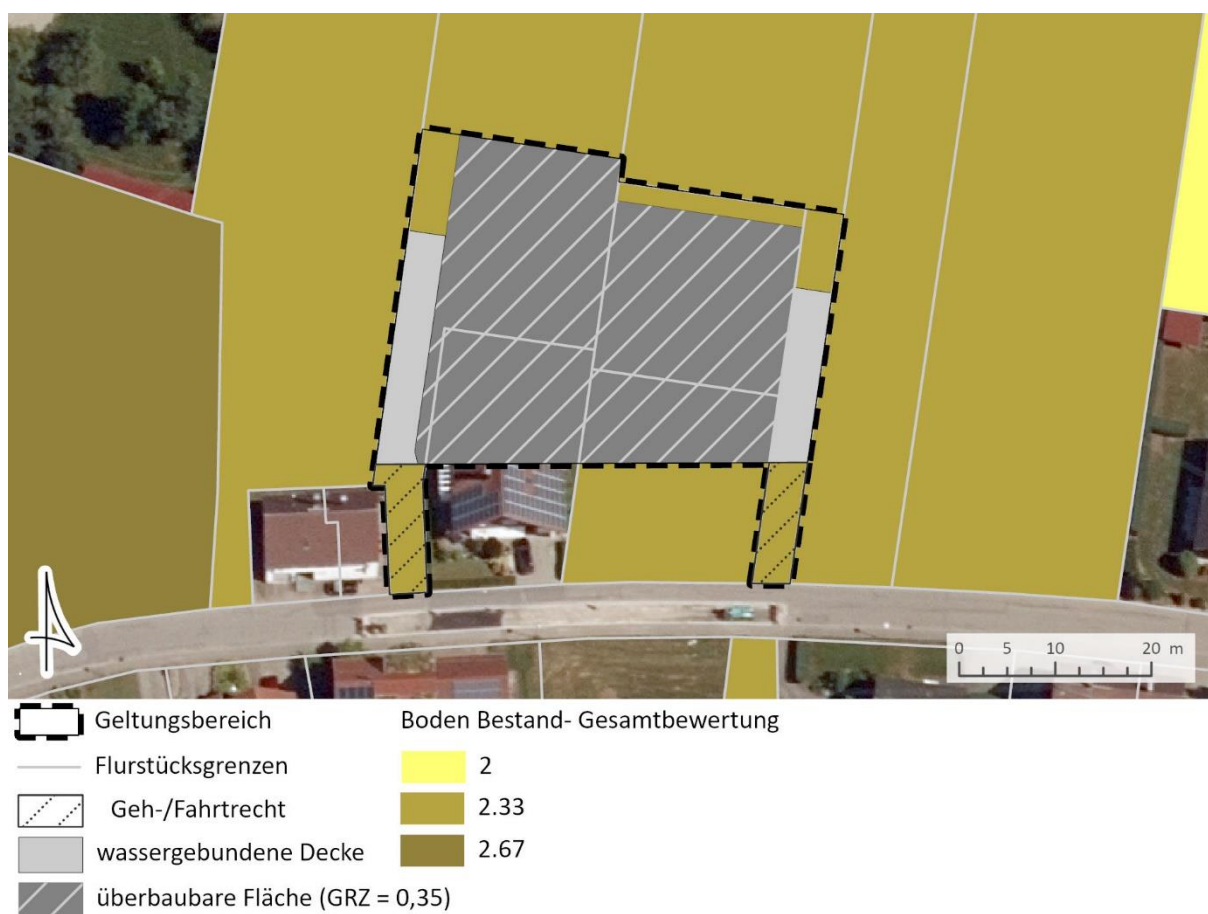 0 5 10 20 m
Geltungsbereich
Flurstücksgrenzen
Geh-/Fahrtrecht
wassergebundene Decke
überbaubare Fläche (GRZ = 0,35)
Boden Bestand- Gesamtbewertung
2
2.33
2.67